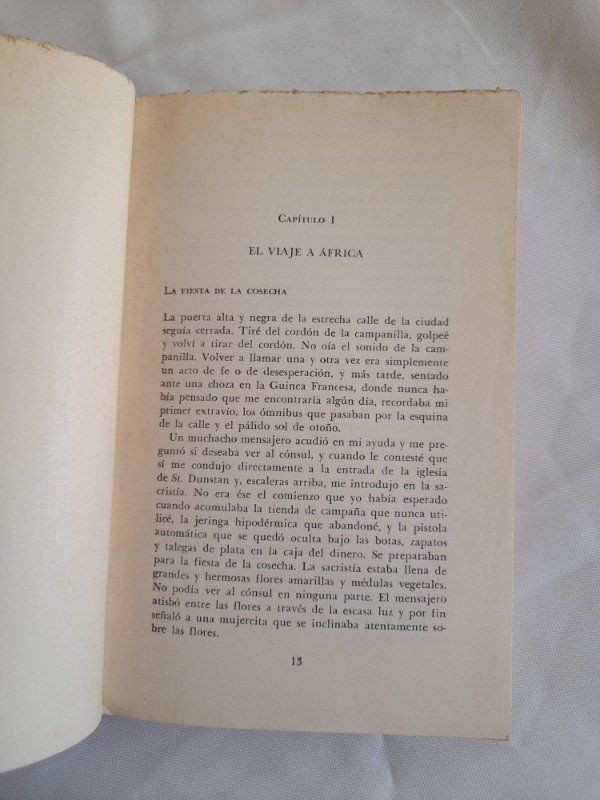 CAPÍTULO 1
EL VIAJE A ÁFRICA
LA FIESTA DE LA COSECHA
La puerta alta y negra de la estrecha calle de la ciudad
seguía cerrada. Tiré del cordón de la campanilla, golpeé
y volví a tirar del cordón. No oía el sonido de la cam-
panilla. Volver a llamar una y otra vez era simplemente
un acto de fe o de desesperación, y más tarde, sentado
ante una choza en la Guinea Francesa, donde nunca ha-
bía pensado que me encontraría algún día, recordaba mi
primer extravío, los ómnibus que pasaban por la esquina
de la calle y el pálido sol de otoño.
Un muchacho mensajero acudió en mi ayuda y me pre-
guntó si deseaba ver al cónsul, y cuando le contesté que
sí me condujo directamente a la entrada de la iglesia
de St. Dunstan y, escaleras arriba, me introdujo en la sa-
cristía. No era ése el comienzo que yo había esperado
cuando acumulaba la tienda de campaña que nunca uti-
licé, la jeringa hipodérmica que abandoné, y la pistola
automática que se quedó oculta bajo las botas, zapatos
y talegas de plata en la caja del dinero. Se preparaban
para la fiesta de la cosecha. La sacristía estaba llena de
grandes y hermosas flores amarillas y médulas vegetales.
No podía ver al cónsul en ninguna parte. El mensajero
atisbó entre las flores a través de la escasa luz y por fin
señaló a una mujercita que se inclinaba atentamente so-
bre las flores.
13